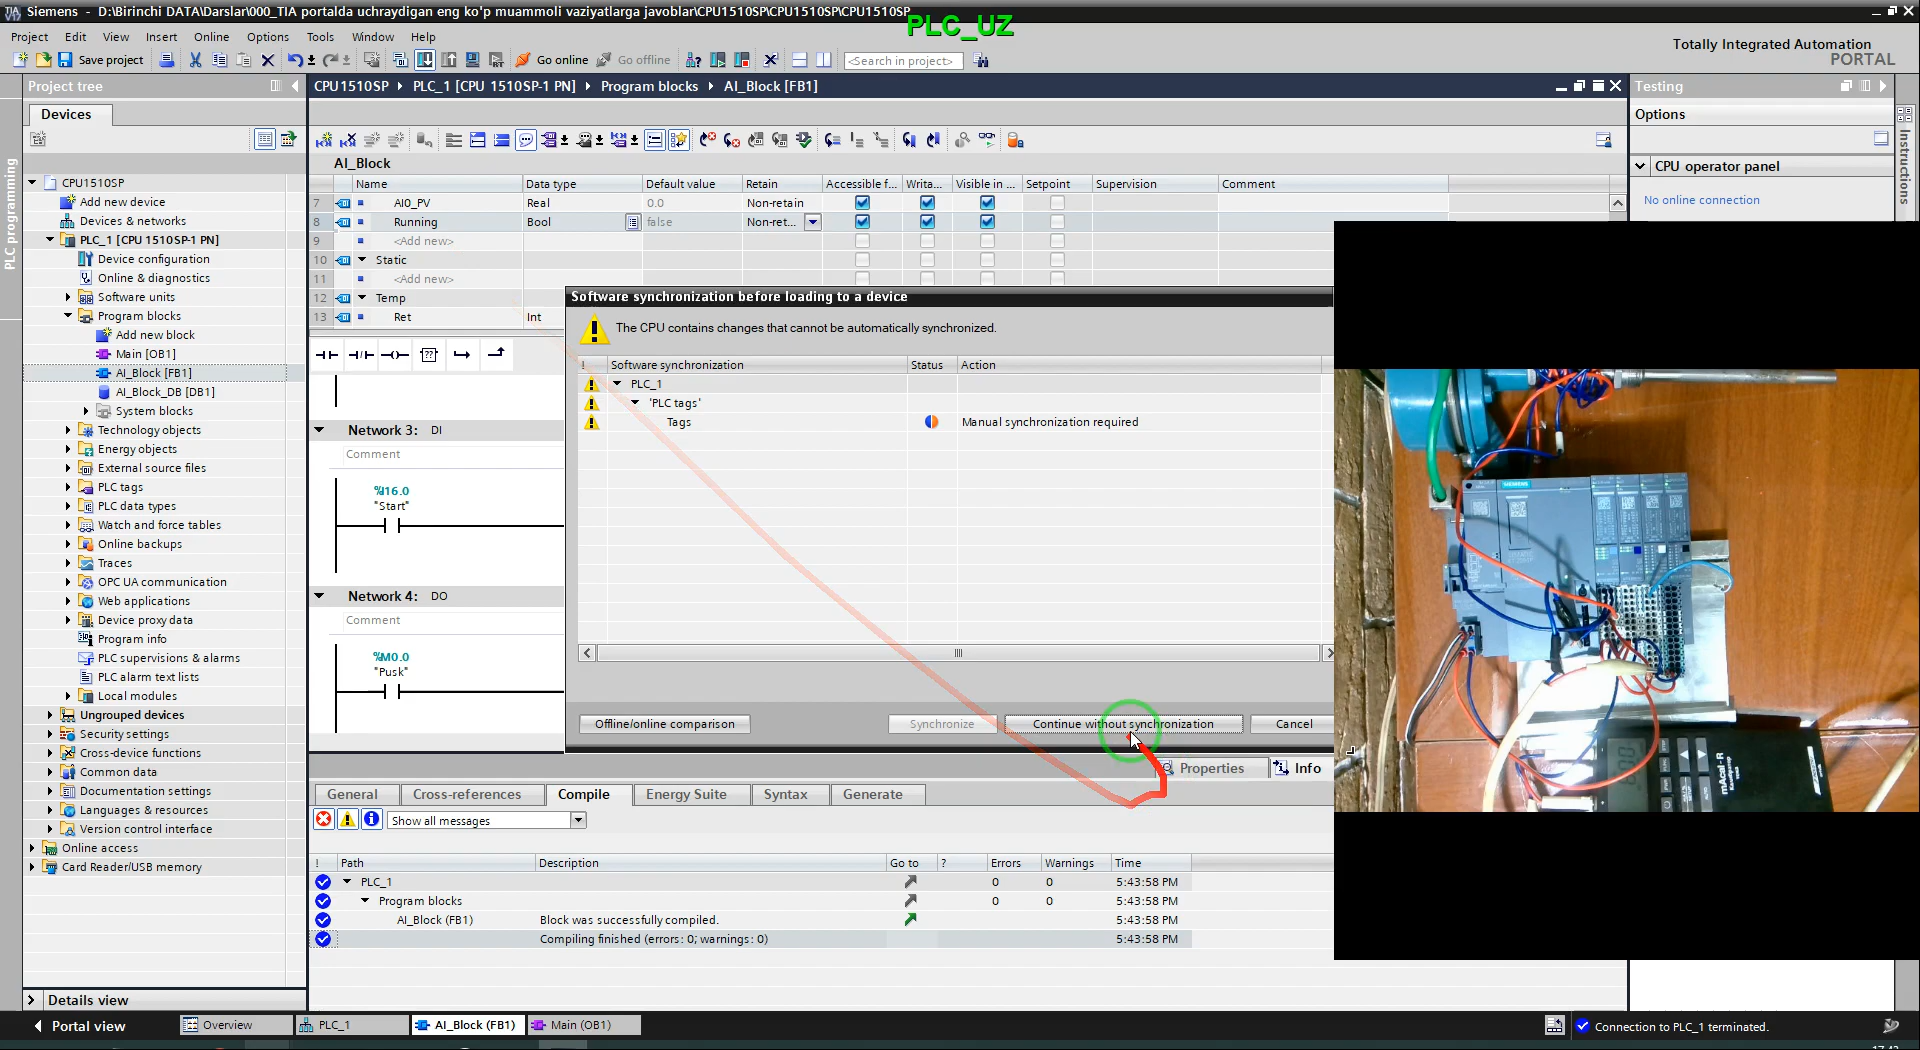 Siemens - D:\Birinchi DATA\Darslar\000_TIA portalda uchraydigan eng ko'p muammoli vaziyatlarga javoblar\CPU1510SP\CPU1510SP\CPU1510SP
PLC_UZ
Project Edit View Insert Online Options Tools Window Help
Totally Integrated Automation
PORTAL
Save project
Go online
Go offline
<Search in project>
Project tree
CPU1510SP PLC_1 [CPU 1510SP-1 PN] Program blocks AI_Block [FB1]
Testing
Devices
Options
PLC programming
Instructions
CPU operator panel
No online connection
AI_Block
Name Data type Default value Retain Accessible f... Writa... Visible in ... Setpoint Supervision Comment
7 AI0_PV Real 0.0 Non-retain
8 Running Bool false Non-ret...
9 <Add new>
10 Static
11 <Add new>
12 Temp
13 Ret Int
CPU1510SP
Add new device
Devices & networks
PLC_1 [CPU 1510SP-1 PN]
Device configuration
Online & diagnostics
Software units
Program blocks
Add new block
Main [OB1]
AI_Block [FB1]
AI_Block_DB [DB1]
System blocks
Technology objects
Energy objects
External source files
PLC tags
PLC data types
Watch and force tables
Online backups
Traces
OPC UA communication
Web applications
Device proxy data
Program info
PLC supervisions & alarms
PLC alarm text lists
Local modules
Ungrouped devices
Security settings
Cross-device functions
Common data
Documentation settings
Languages & resources
Version control interface
Online access
Card Reader/USB memory
Details view
??
Network 3: DI
Comment
%I16.0
"Start"
Network 4: DO
Comment
%M0.0
"Pusk"
Software synchronization before loading to a device
The CPU contains changes that cannot be automatically synchronized.
! Software synchronization Status Action
PLC_1
'PLC tags'
Tags Manual synchronization required
Offline/online comparison
Synchronize
Continue without synchronization
Cancel
SIEMENS
mAcal-R
Properties
Info
General Cross-references Compile Energy Suite Syntax Generate
Show all messages
! Path Description Go to ? Errors Warnings Time
PLC_1 0 0 5:43:58 PM
Program blocks 0 0 5:43:58 PM
AI_Block (FB1) Block was successfully compiled. 5:43:58 PM
Compiling finished (errors: 0; warnings: 0) 5:43:58 PM
Portal view
Overview
PLC_1
AI_Block (FB1)
Main (OB1)
Connection to PLC_1 terminated.